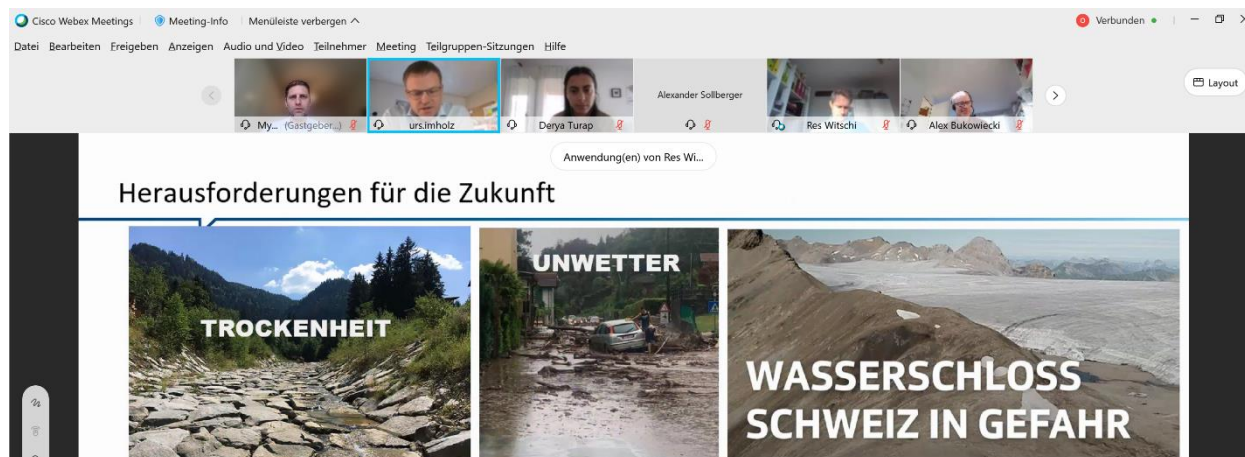 Cisco Webex Meetings Meeting-Info Menüleiste verbergen Verbunden
Datei Bearbeiten Freigeben Anzeigen Audio und Video Teilnehmer Meeting Teilgruppen-Sitzungen Hilfe
Layout
Alexander Sollberger
My... (Gastgeber...) urs.imholz Derya Turap Res Witschi Alex Bukowiecki
Anwendung(en) von Res Wi...
Herausforderungen für die Zukunft
UNWETTER
TROCKENHEIT
WASSERSCHLOSS
SCHWEIZ IN GEFAHR